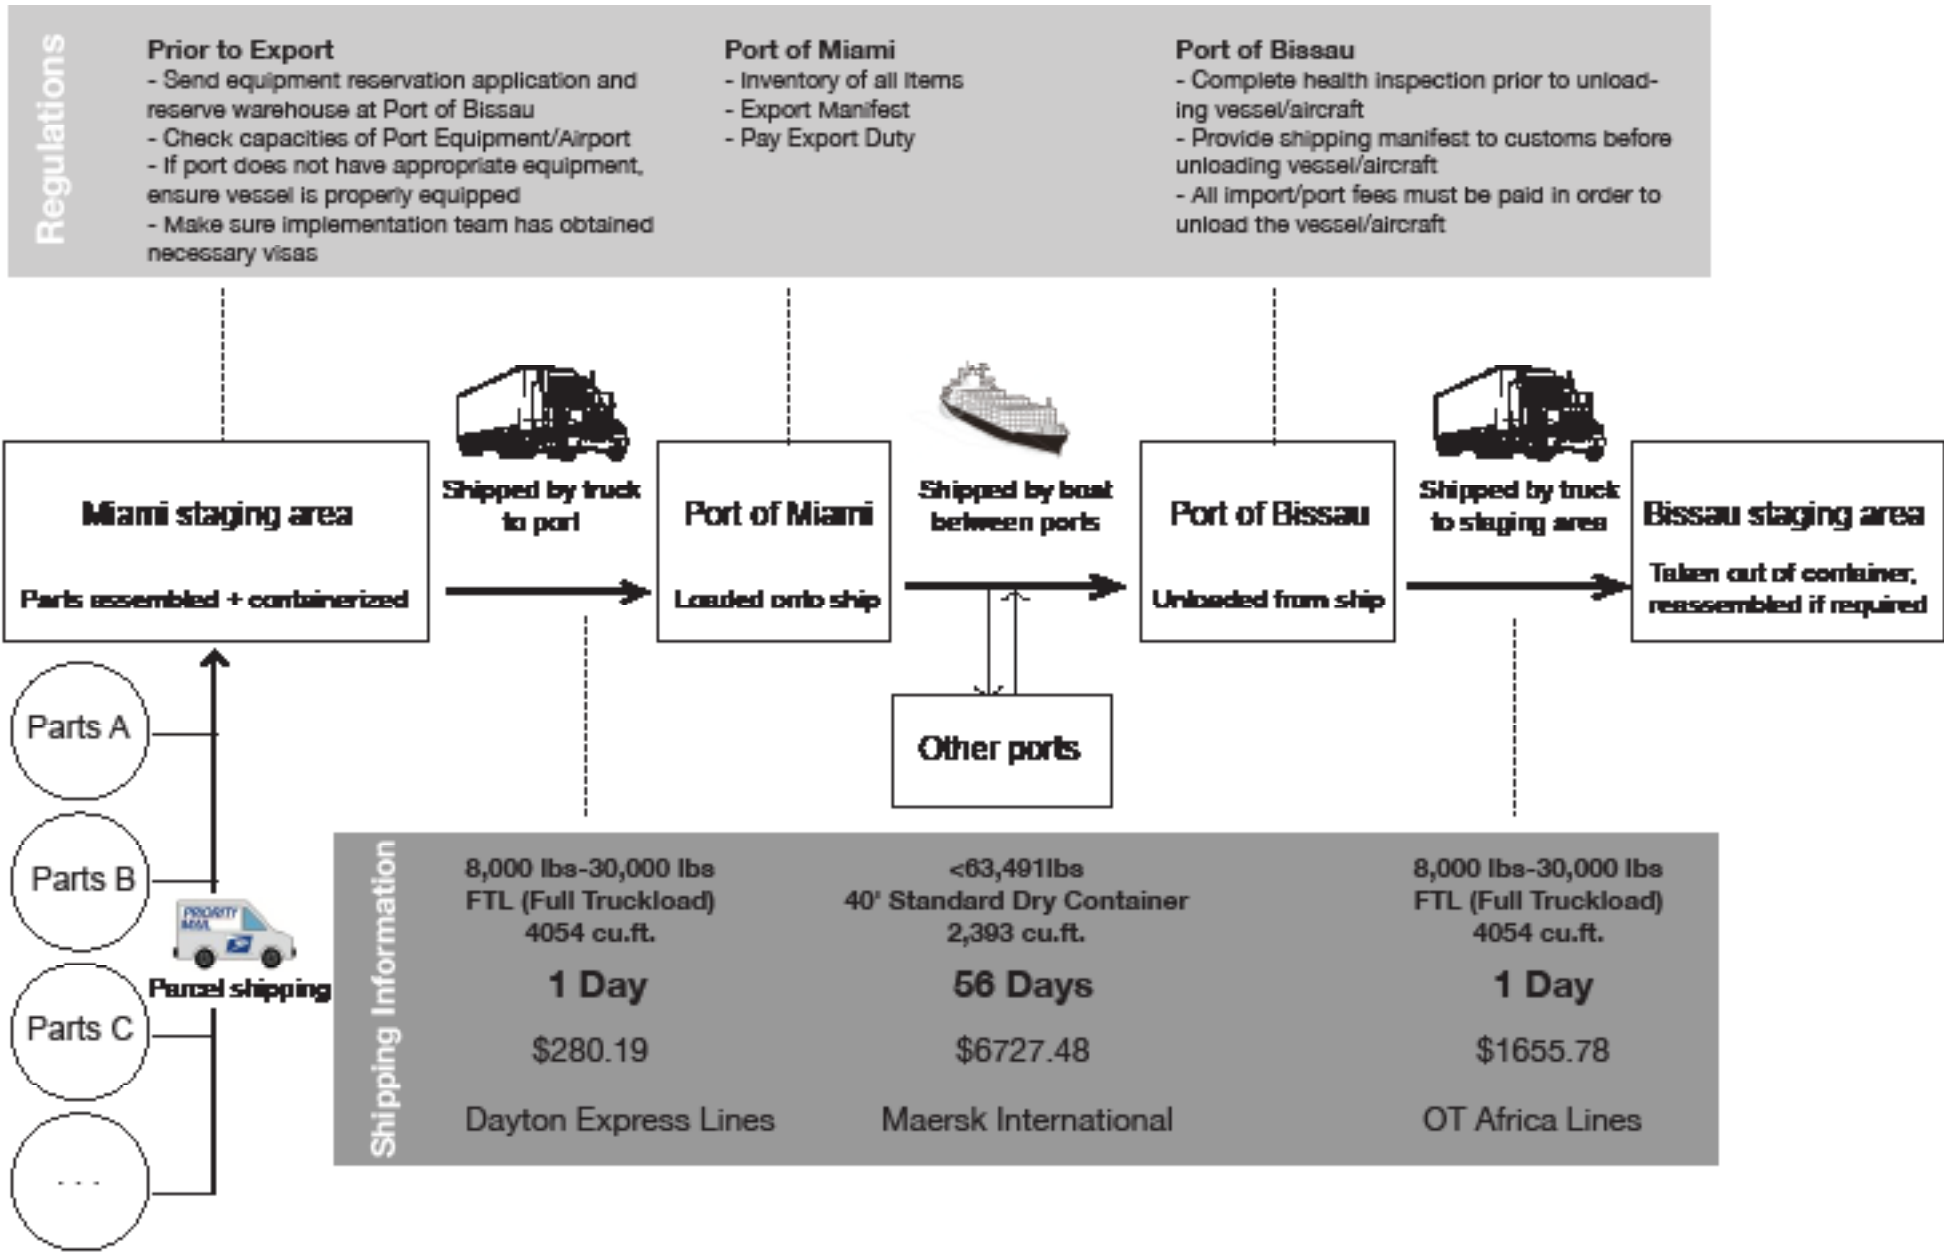 Regulations
Prior to Export
- Send equipment reservation application and
reserve warehouse at Port of Bissau
- Check capacities of Port Equipment/Airport
- If port does not have appropriate equipment,
ensure vessel is properly equipped
- Make sure implementation team has obtained
necessary visas
Port of Miami
- Inventory of all items
- Export Manifest
- Pay Export Duty
Port of Bissau
- Complete health inspection prior to unload-
ing vessel/aircraft
- Provide shipping manifest to customs before
unloading vessel/aircraft
- All import/port fees must be paid in order to
unload the vessel/aircraft
Miami staging area
Parts assembled + containerized
Shipped by truck
to port
Port of Miami
Loaded onto ship
Shipped by boat
between ports
Port of Bissau
Unloaded from ship
Shipped by truck
to staging area
Bissau staging area
Taken out of container,
reassembled if required
Other ports
Parts A
Parts B
PRIORITY
MAIL
Parcel shipping
Parts C
. . .
Shipping Information
8,000 lbs-30,000 lbs
FTL (Full Truckload)
4054 cu.ft.
1 Day
$280.19
Dayton Express Lines
<63,491lbs
40' Standard Dry Container
2,393 cu.ft.
56 Days
$6727.48
Maersk International
8,000 lbs-30,000 lbs
FTL (Full Truckload)
4054 cu.ft.
1 Day
$1655.78
OT Africa Lines